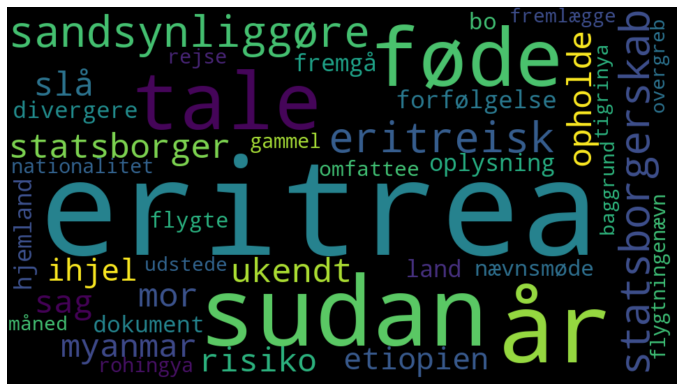 sandsynliggøre
føde
bo
fremlægge
rejse
fremgå
slå
tale
divergere
forfølgelse
opholde
tigrinya
statsborgerskab
overgreb
statsborger
gammel
eritreisk
nationalitet
omfattee
oplysning
baggrund
eritrea
flygte
hjemland
ihjel
udstede
ukendt
land
nævnsmøde
flygtningenævn
sag
mor
sudan
år
måned
dokument
myanmar
rohingya
risiko
etiopien